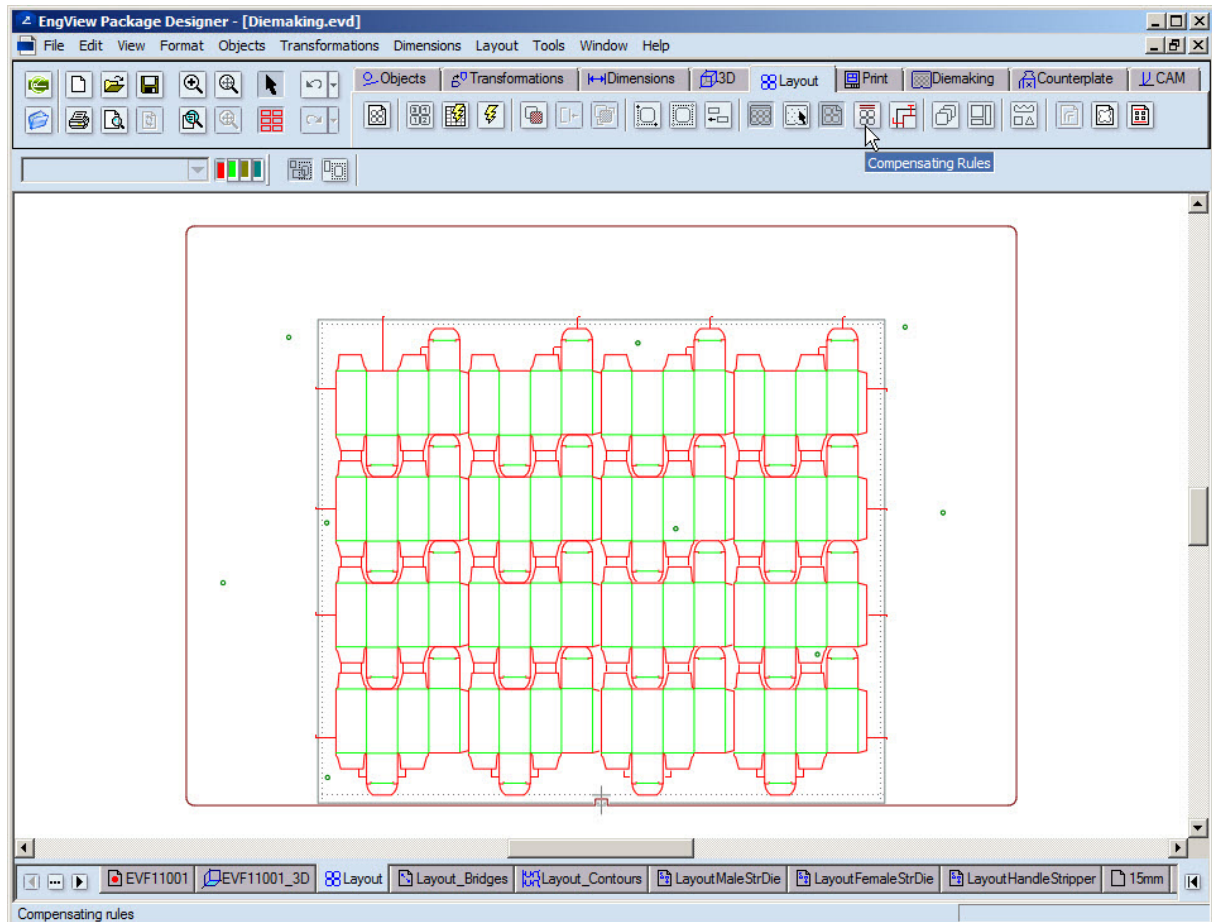 EngView Package Designer - [Diemaking.evd]
File Edit View Format Objects Transformations Dimensions Layout Tools Window Help
Objects Transformations Dimensions 3D Layout Print Diemaking Counterplate CAM
Compensating Rules
EVF11001 EVF11001_3D Layout Layout_Bridges Layout_Contours LayoutMaleStrDie LayoutFemaleStrDie LayoutHandleStripper 15mm
Compensating rules